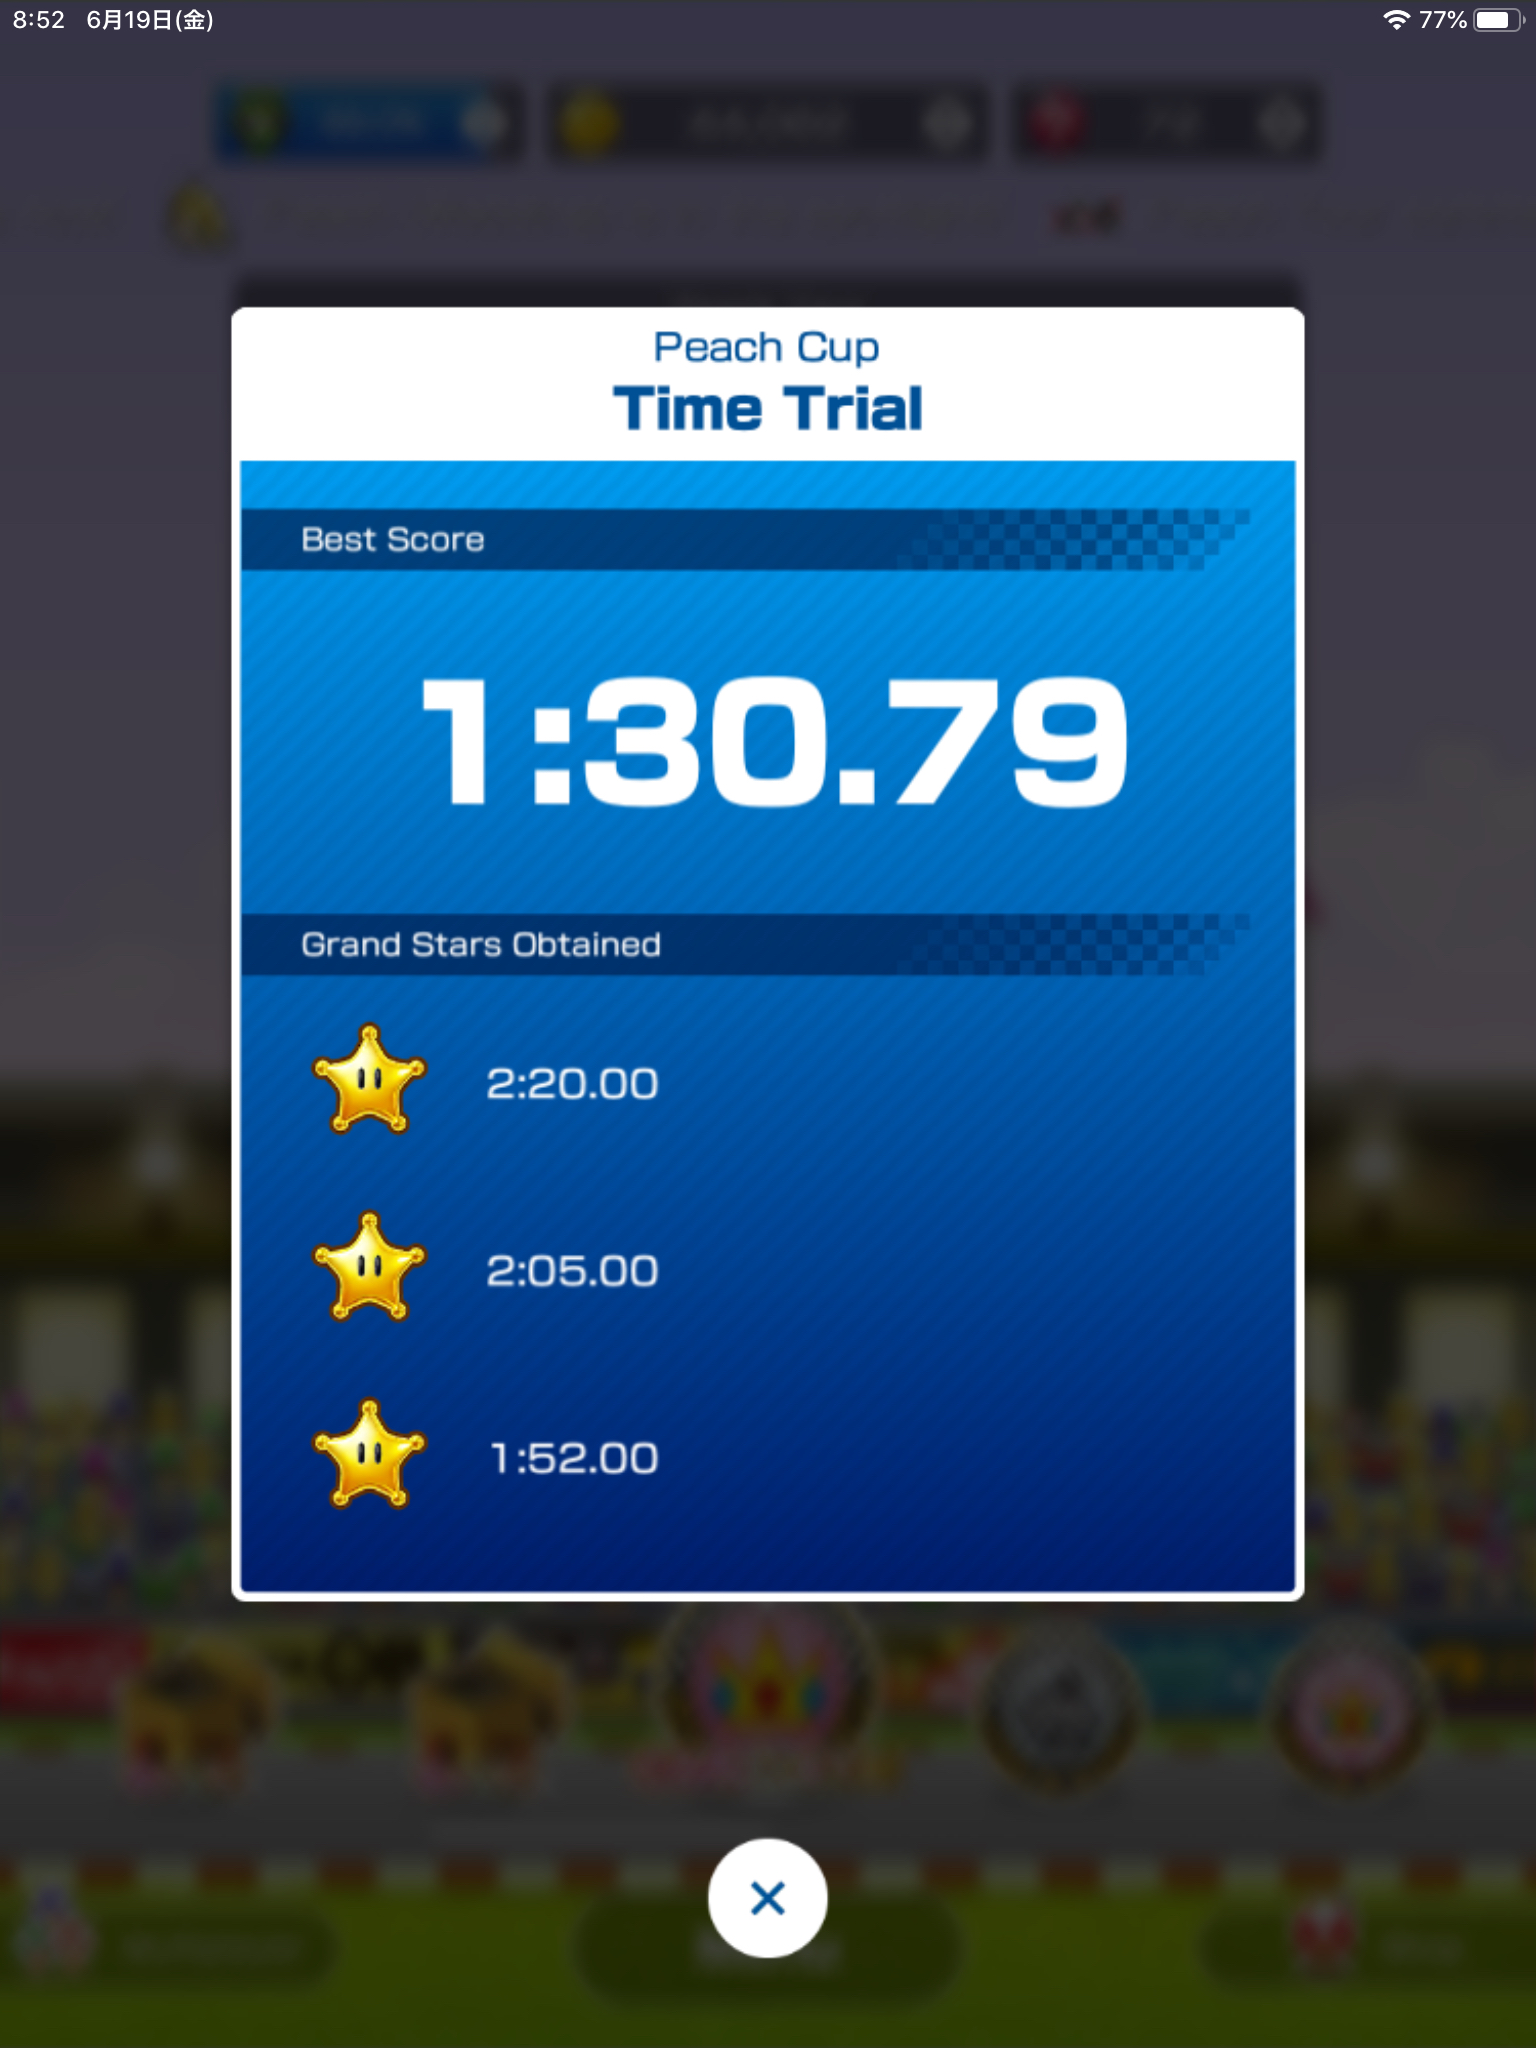 8:52 6月19日(金) 77%
Peach Cup
Time Trial
Best Score
1:30.79
Grand Stars Obtained
2:20.00
2:05.00
1:52.00